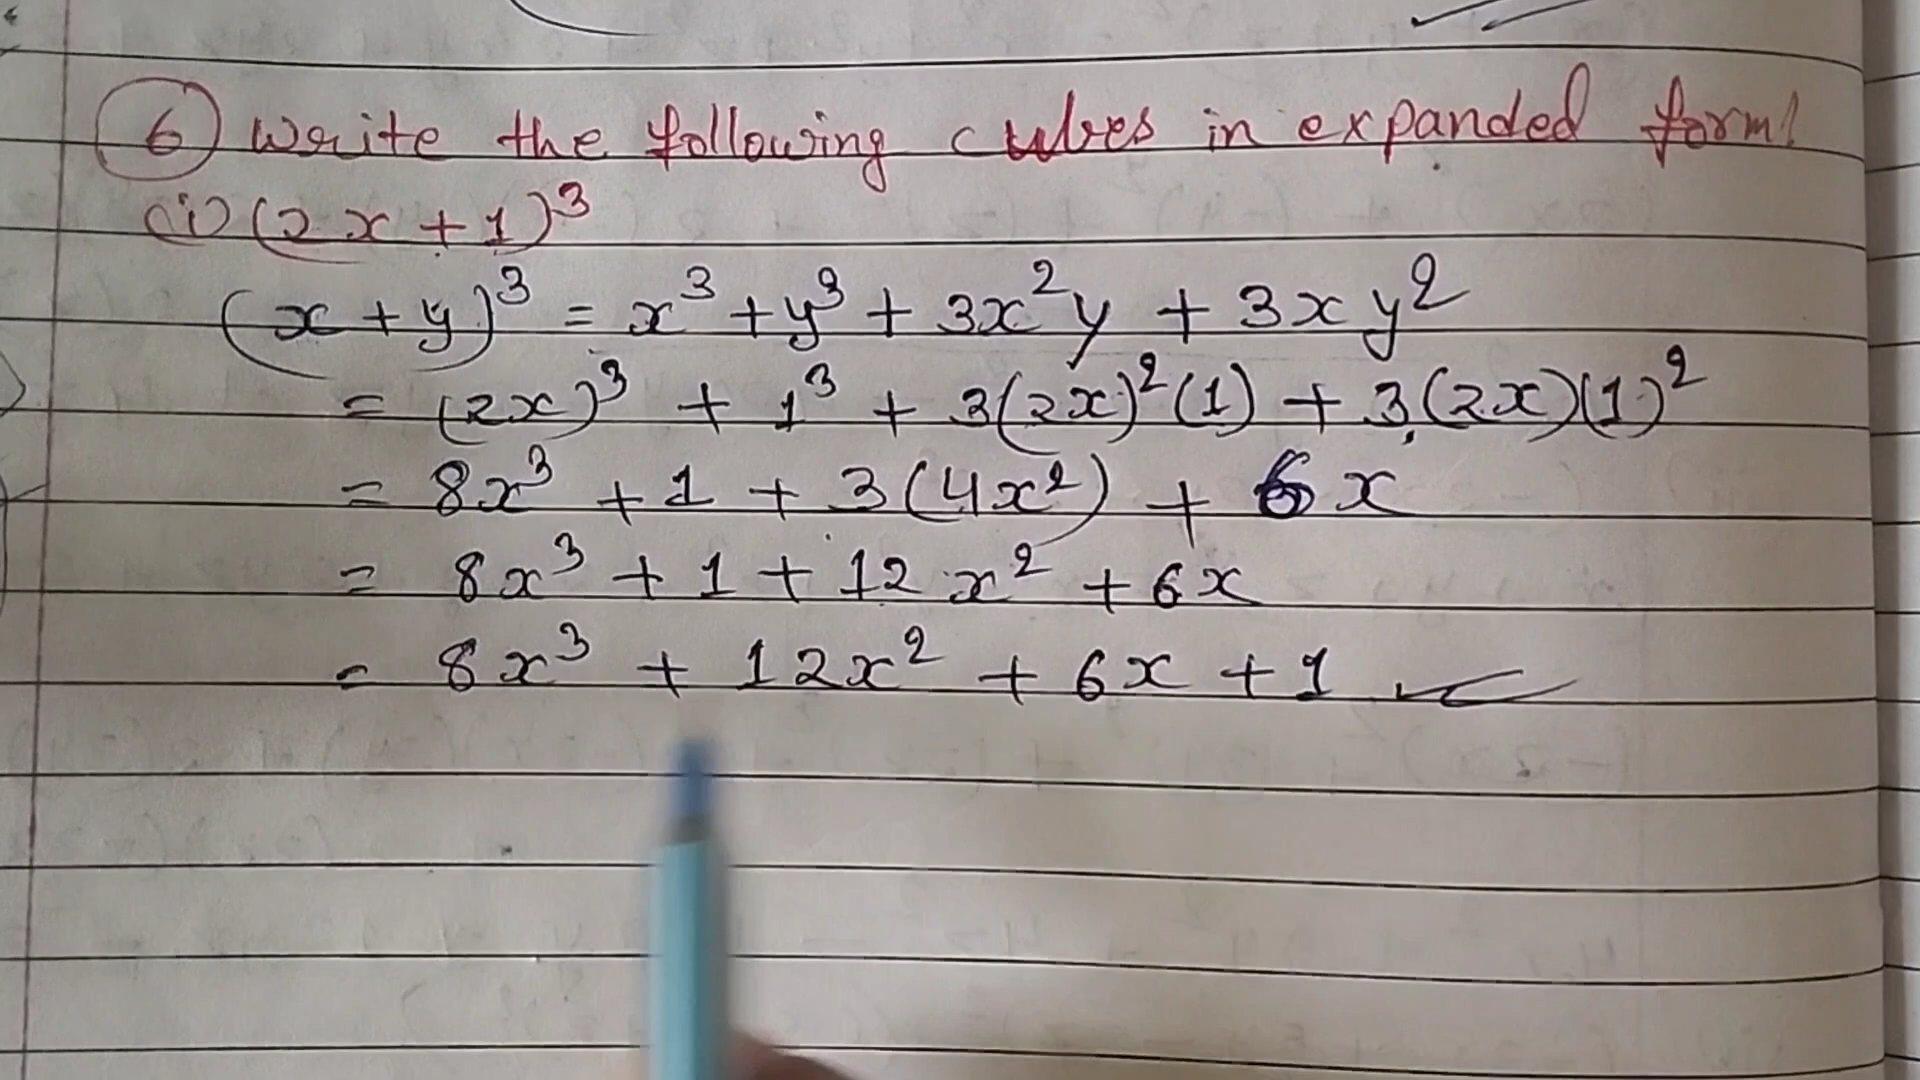 6 Write the following cubes in expanded form:
(i) (2x + 1)³
(x + y)³ = x³ + y³ + 3x²y + 3xy²
= (2x)³ + 1³ + 3(2x)²(1) + 3(2x)(1)²
= 8x³ + 1 + 3(4x²) + 6x
= 8x³ + 1 + 12x² + 6x
= 8x³ + 12x² + 6x + 1